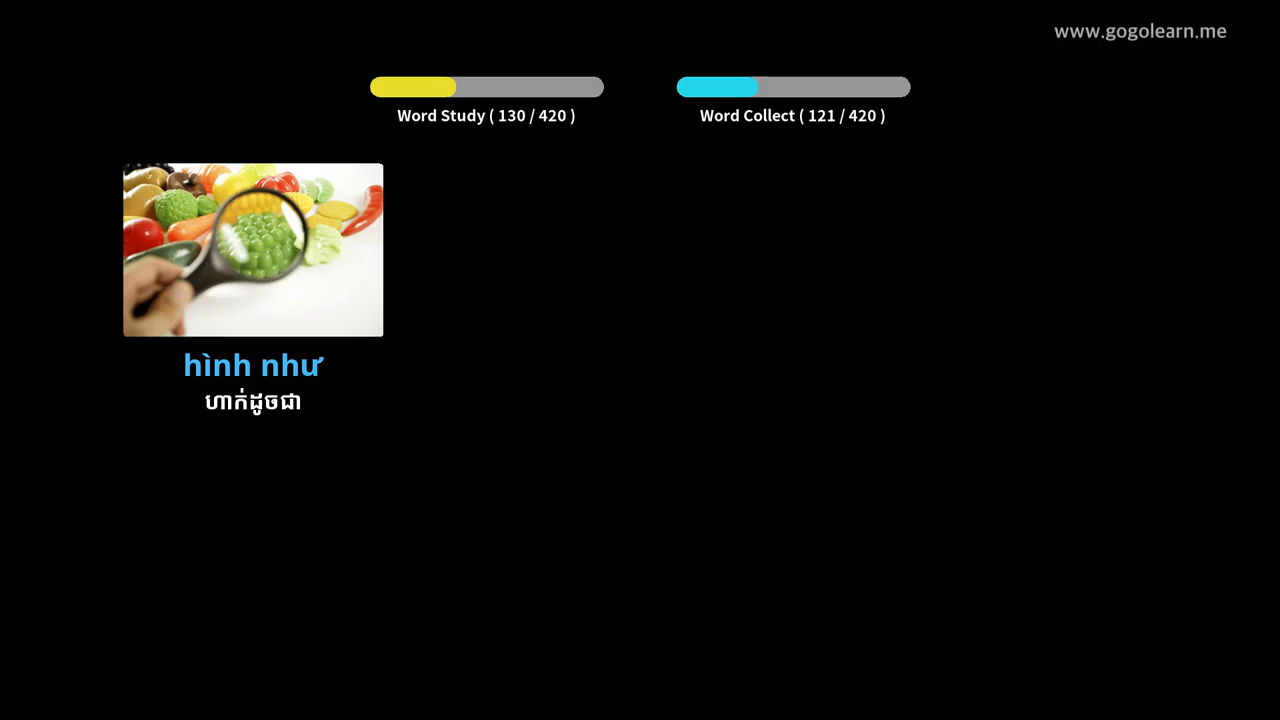 www.gogolearn.me
Word Study ( 130 / 420 )
Word Collect ( 121 / 420 )
hình như
ហាក់ដូចជា